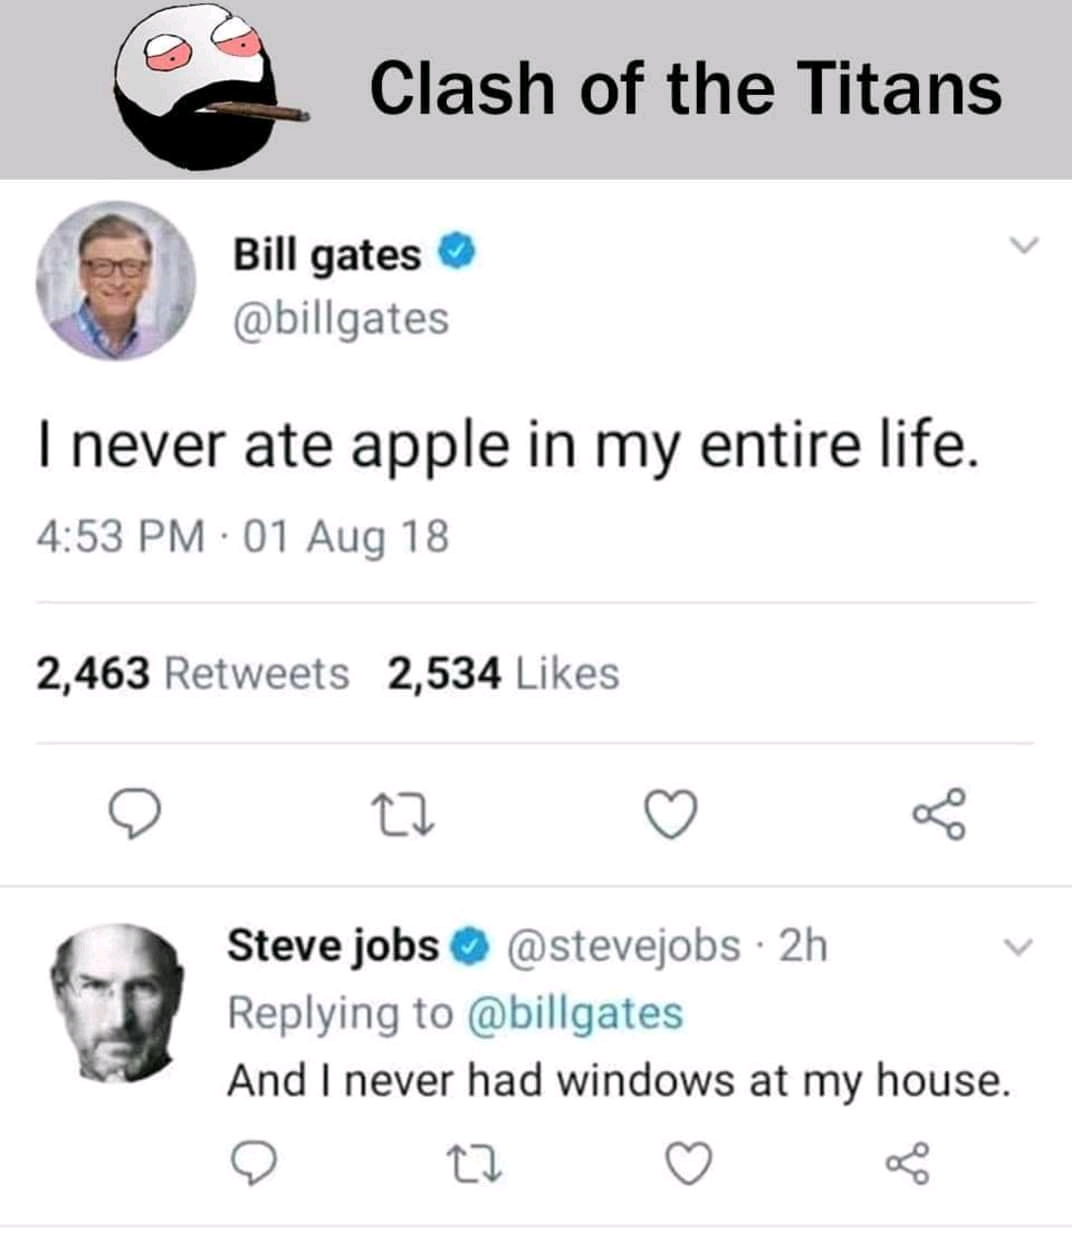 Clash of the Titans
Bill gates
@billgates
I never ate apple in my entire life.
4:53 PM · 01 Aug 18
2,463 Retweets 2,534 Likes
Steve jobs @stevejobs · 2h
Replying to @billgates
And I never had windows at my house.